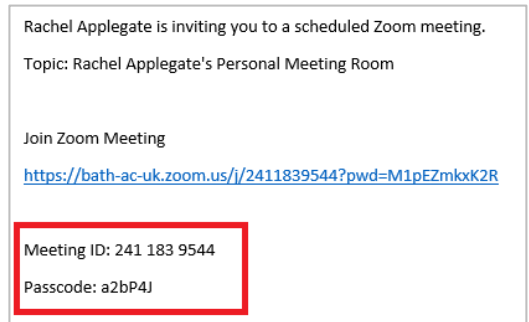 Rachel Applegate is inviting you to a scheduled Zoom meeting.
Topic: Rachel Applegate's Personal Meeting Room
Join Zoom Meeting
https://bath-ac-uk.zoom.us/j/2411839544?pwd=M1pEZmkxK2R
Meeting ID: 241 183 9544
Passcode: a2bP4J